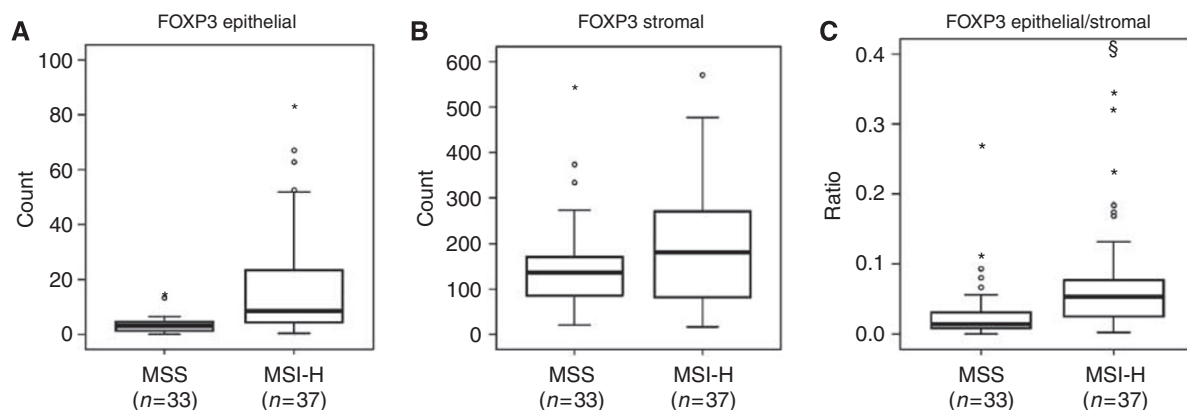 A
FOXP3 epithelial
Count
100
80
60
40
20
0
*
*
MSS
(n=33)
MSI-H
(n=37)
B
FOXP3 stromal
Count
600
500
400
300
200
100
0
*
MSS
(n=33)
MSI-H
(n=37)
C
FOXP3 epithelial/stromal
Ratio
0.4
0.3
0.2
0.1
0.0
*
*
§
*
*
*
MSS
(n=33)
MSI-H
(n=37)